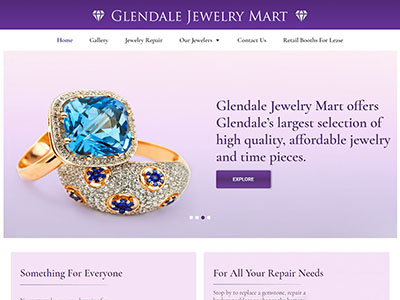 GLENDALE JEWELRY MART
Home Gallery Jewelry Repair Our Jewelers Contact Us Retail Booths For Lease
Glendale Jewelry Mart offers
Glendale's largest selection of
high quality, affordable jewelry
and time pieces.
EXPLORE
Something For Everyone
For All Your Repair Needs
Stop by to replace a gemstone, repair a